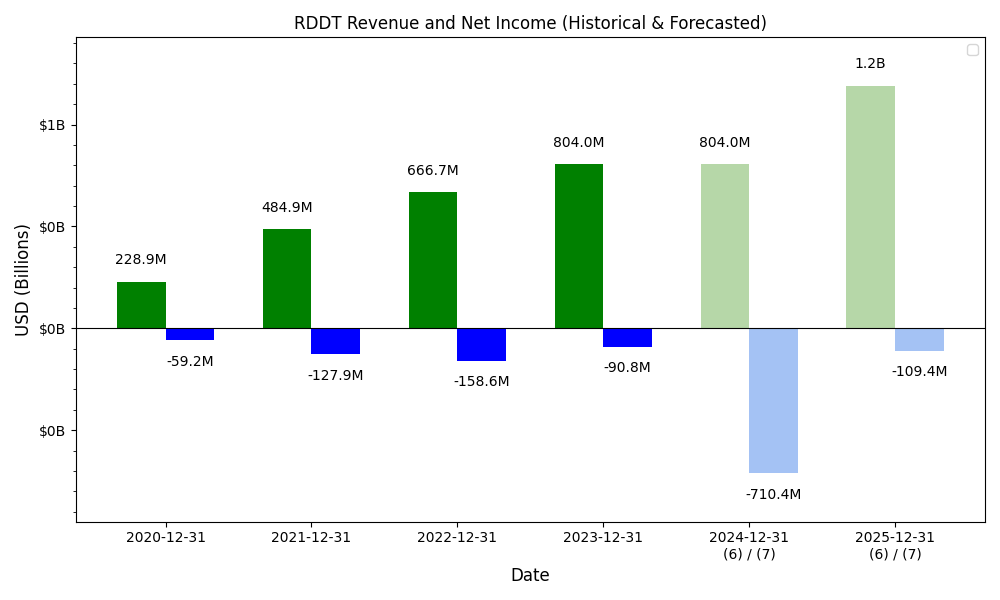 RDDT Revenue and Net Income (Historical & Forecasted)
USD (Billions)
$1B
$0B
$0B
$0B
228.9M
484.9M
666.7M
804.0M
804.0M
1.2B
-59.2M
-127.9M
-158.6M
-90.8M
-710.4M
-109.4M
2020-12-31
2021-12-31
2022-12-31
2023-12-31
2024-12-31
(6) / (7)
2025-12-31
(6) / (7)
Date